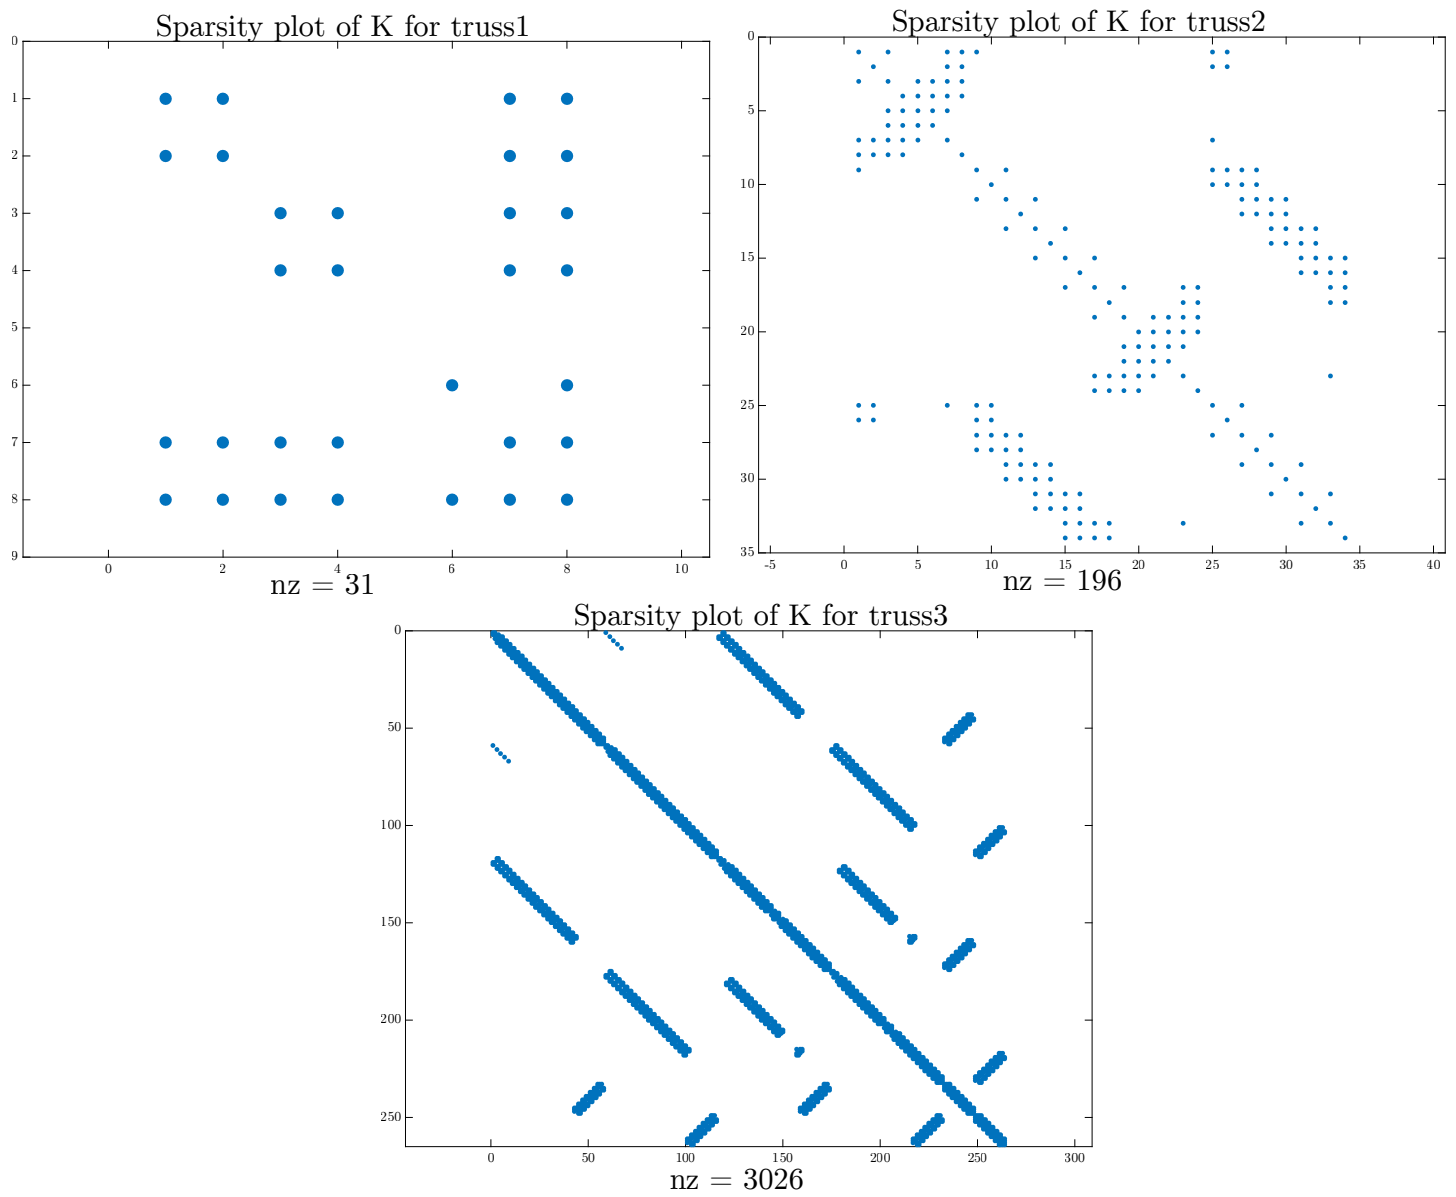 Sparsity plot of K for truss1
0
1
2
3
4
5
6
7
8
9
0 2 4 6 8 10
nz = 31
Sparsity plot of K for truss2
0
5
10
15
20
25
30
35
-5 0 5 10 15 20 25 30 35 40
nz = 196
Sparsity plot of K for truss3
0
50
100
150
200
250
0 50 100 150 200 250 300
nz = 3026